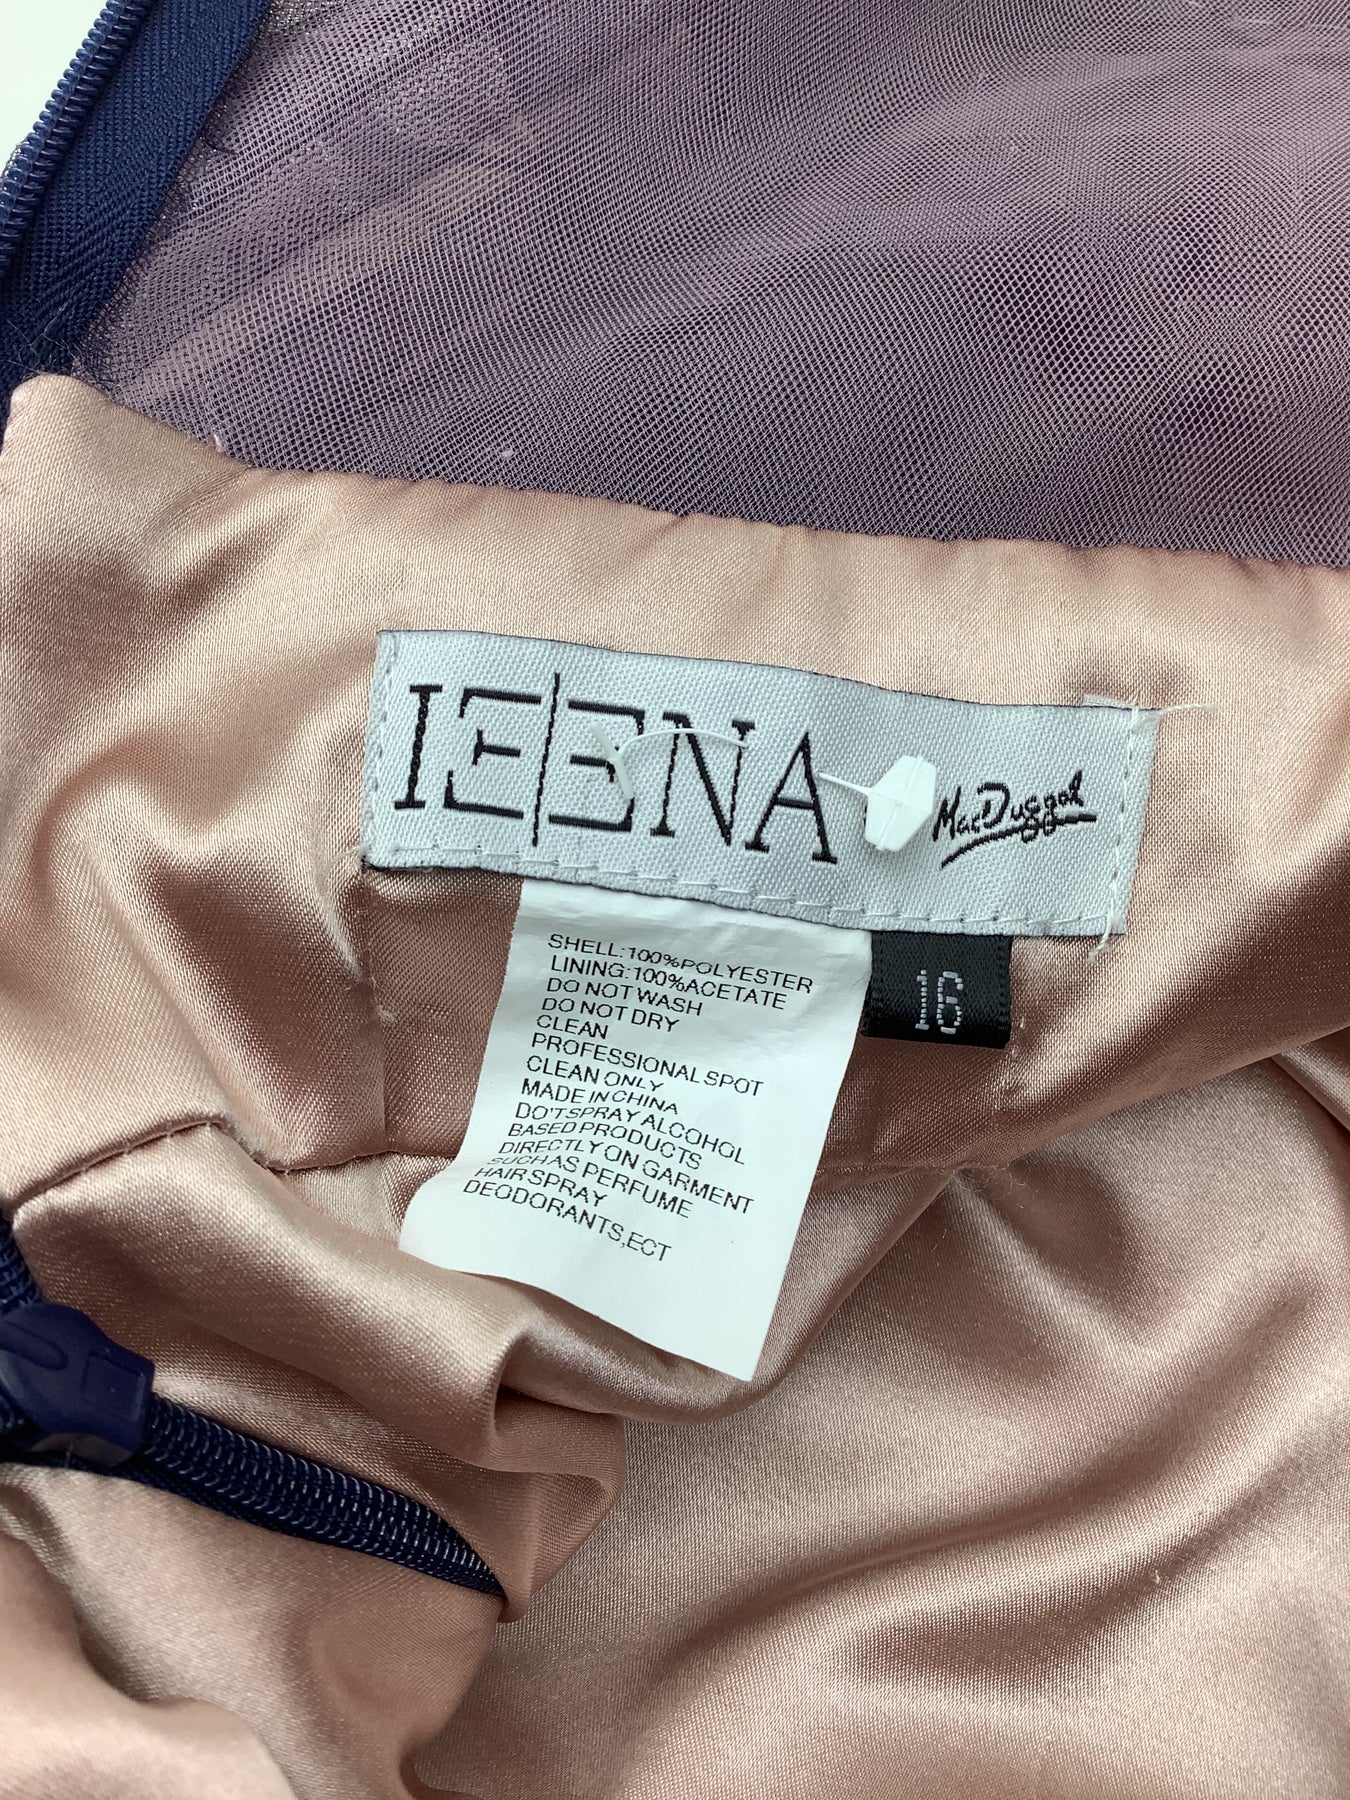 IEENA
MacDuggal
16
SHELL:100%POLYESTER
LINING:100%ACETATE
DO NOT WASH
DO NOT DRY
CLEAN
PROFESSIONAL SPOT
CLEAN ONLY
MADE IN CHINA
DO'T SPRAY ALCOHOL
BASED PRODUCTS
DIRECTLY ON GARMENT
SUCH AS PERFUME
HAIR SPRAY
DEODORANTS,ECT